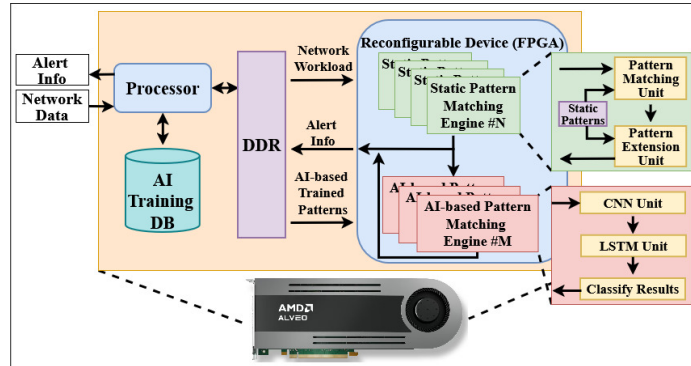 Alert
Info
Network
Data
Processor
AI
Training
DB
DDR
Network
Workload
Alert
Info
AI-based
Trained
Patterns
Reconfigurable Device (FPGA)
Static Pattern
Matching
Engine #N
AI-based Pattern
Matching
Engine #M
Pattern
Matching
Unit
Static
Patterns
Pattern
Extension
Unit
CNN Unit
LSTM Unit
Classify Results
AMD
ALVEO